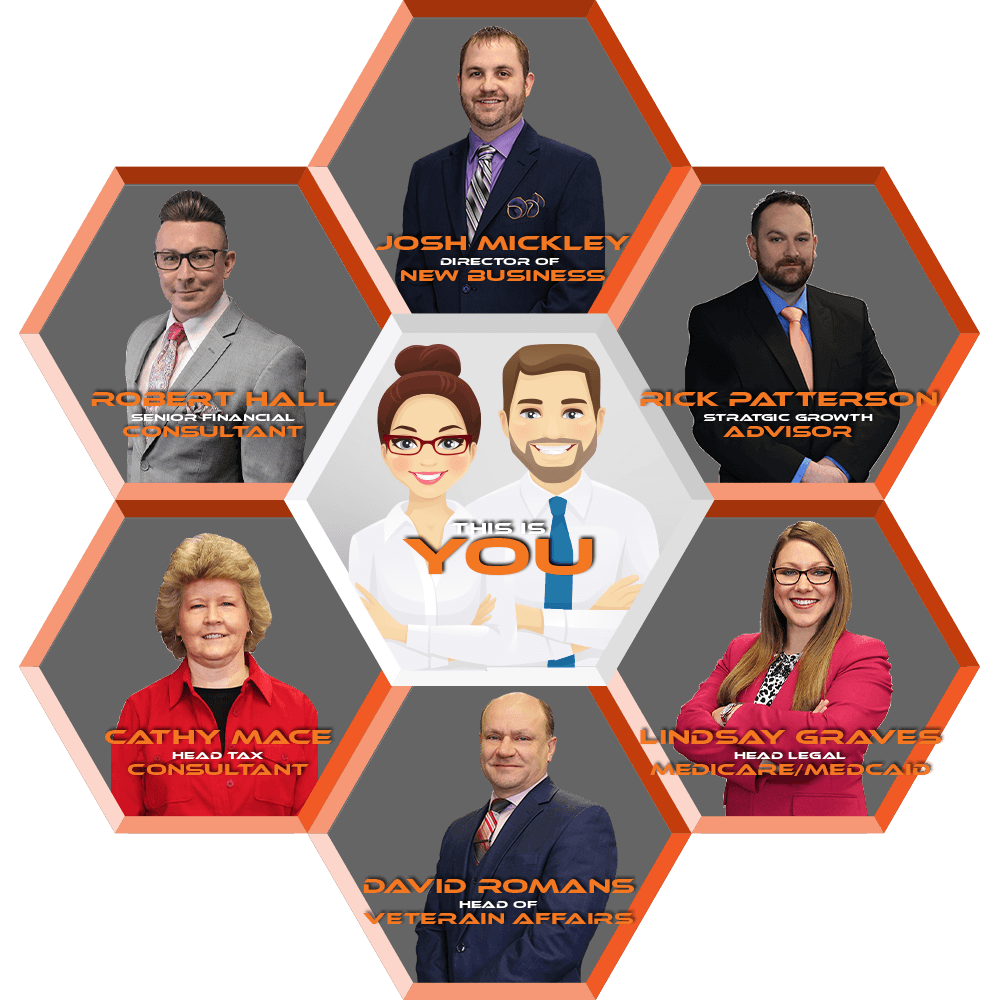 JOSH MICKLEY
DIRECTOR OF
NEW BUSINESS
ROBERT HALL
SENIOR FINANCIAL
CONSULTANT
RICK PATTERSON
STRATGIC GROWTH
ADVISOR
THIS IS
YOU
CATHY MACE
HEAD TAX
CONSULTANT
LINDSAY GRAVES
HEAD LEGAL
MEDICARE/MEDCAID
DAVID ROMANS
HEAD OF
VETERAIN AFFAIRS